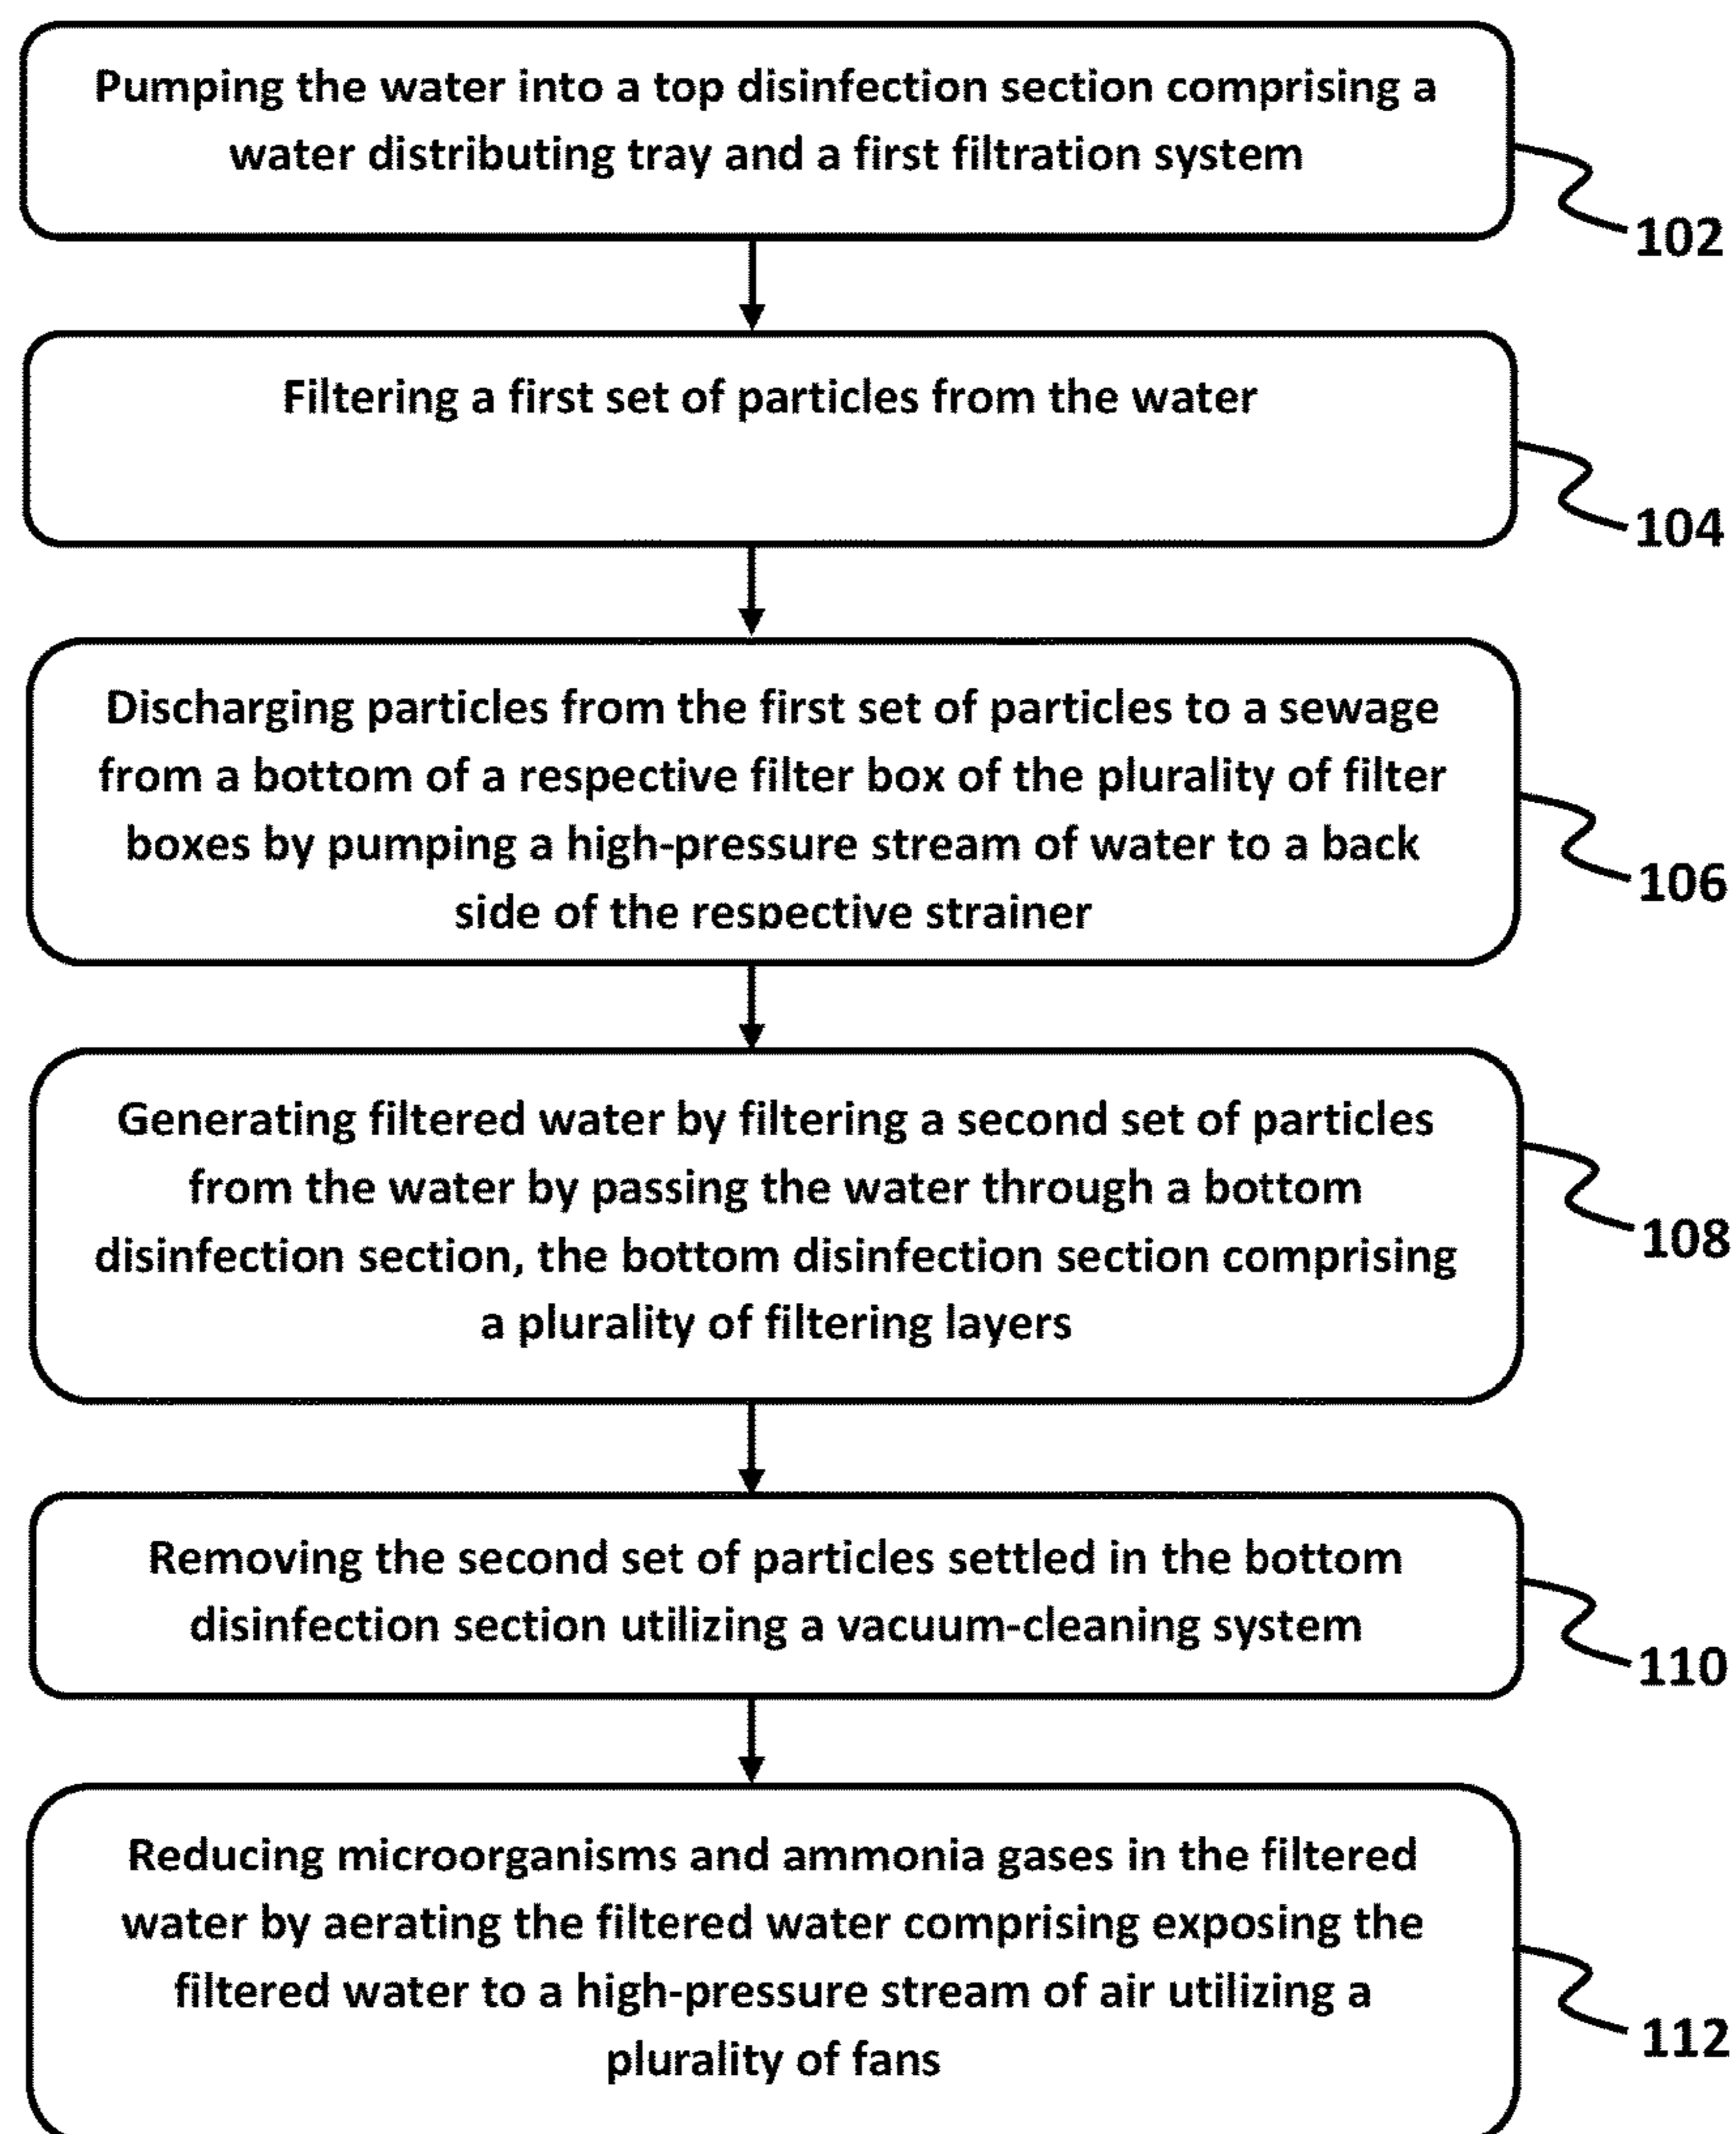 Pumping the water into a top disinfection section comprising a
water distributing tray and a first filtration system
102
Filtering a first set of particles from the water
104
Discharging particles from the first set of particles to a sewage
from a bottom of a respective filter box of the plurality of filter
boxes by pumping a high-pressure stream of water to a back
side of the respective strainer
106
Generating filtered water by filtering a second set of particles
from the water by passing the water through a bottom
disinfection section, the bottom disinfection section comprising
a plurality of filtering layers
108
Removing the second set of particles settled in the bottom
disinfection section utilizing a vacuum-cleaning system
110
Reducing microorganisms and ammonia gases in the filtered
water by aerating the filtered water comprising exposing the
filtered water to a high-pressure stream of air utilizing a
plurality of fans
112